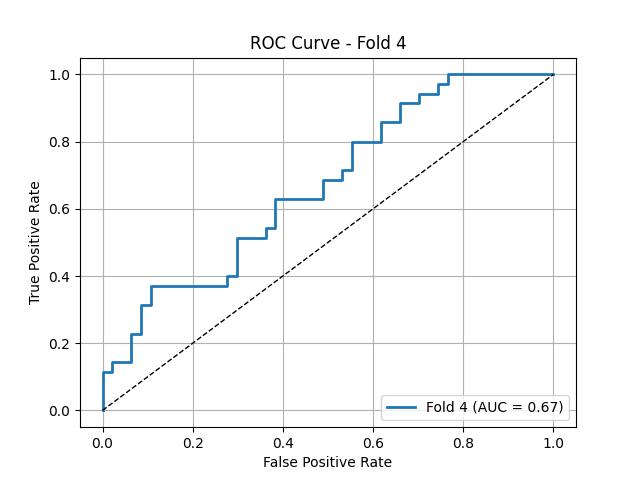 ROC Curve - Fold 4
True Positive Rate
1.0
0.8
0.6
0.4
0.2
0.0
Fold 4 (AUC = 0.67)
0.0 0.2 0.4 0.6 0.8 1.0
False Positive Rate